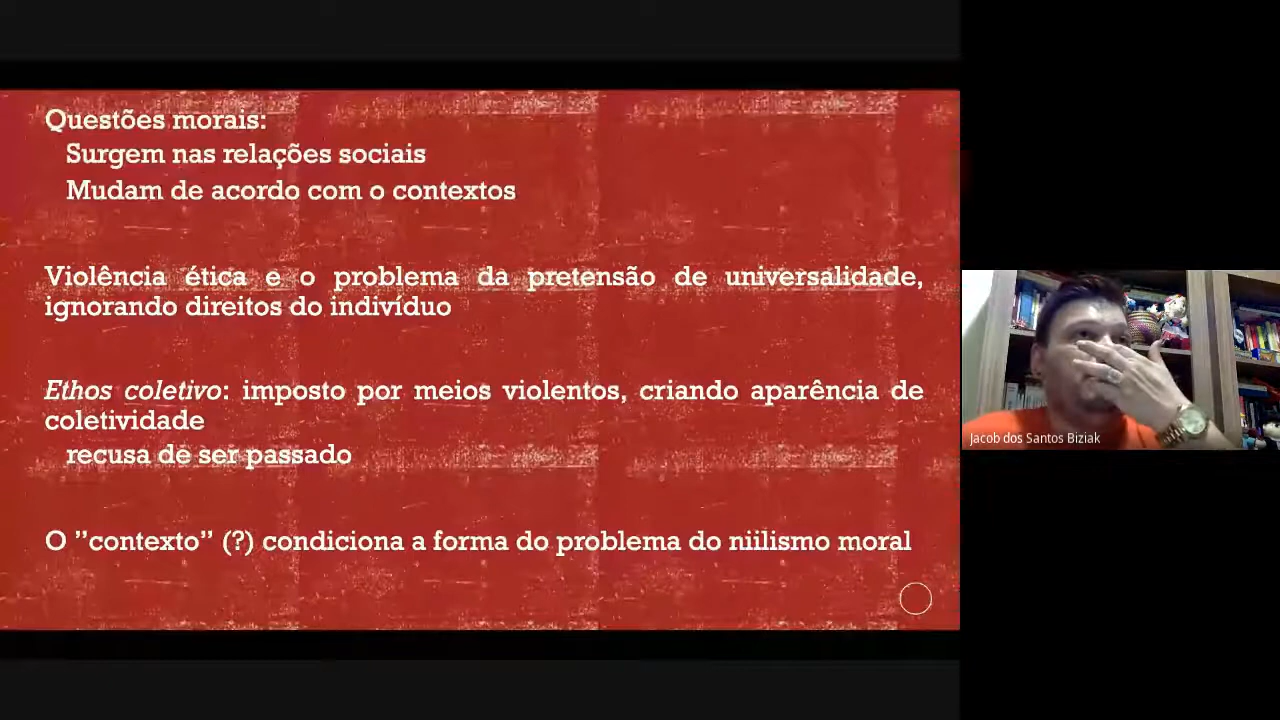 Questões morais:
Surgem nas relações sociais
Mudam de acordo com o contextos
Violência ética e o problema da pretensão de universalidade,
ignorando direitos do indivíduo
Ethos coletivo: imposto por meios violentos, criando aparência de
coletividade
recusa de ser passado
O ”contexto” (?) condiciona a forma do problema do niilismo moral
Jacob dos Santos Biziak